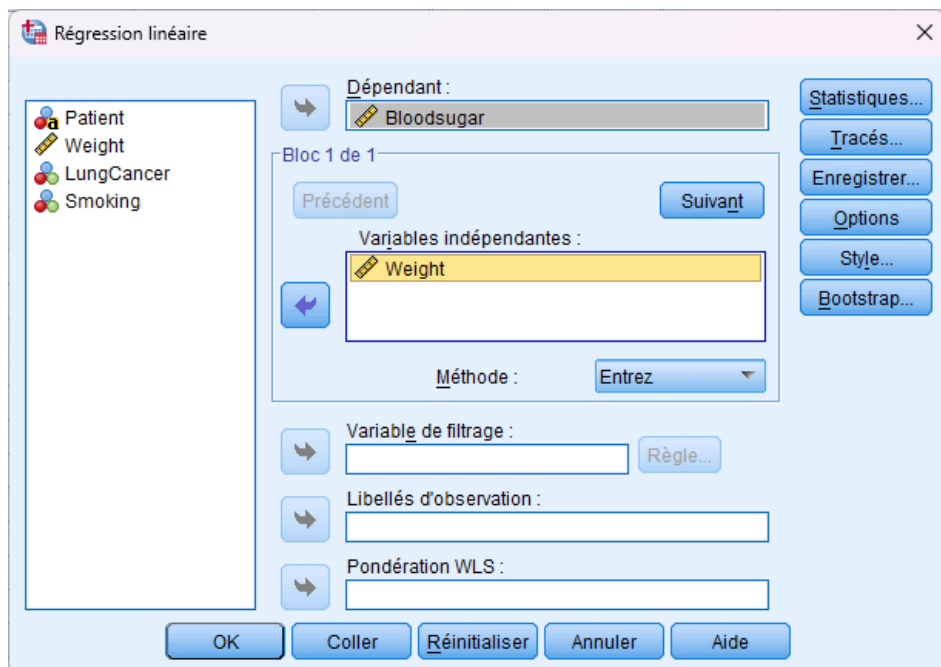 Régression linéaire
Patient
Weight
LungCancer
Smoking
Dépendant :
Bloodsugar
Bloc 1 de 1
Précédent
Suivant
Variables indépendantes :
Weight
Méthode :
Entrez
Variable de filtrage :
Règle...
Libellés d'observation :
Pondération WLS :
Statistiques...
Tracés...
Enregistrer...
Options
Style...
Bootstrap...
OK
Coller
Réinitialiser
Annuler
Aide